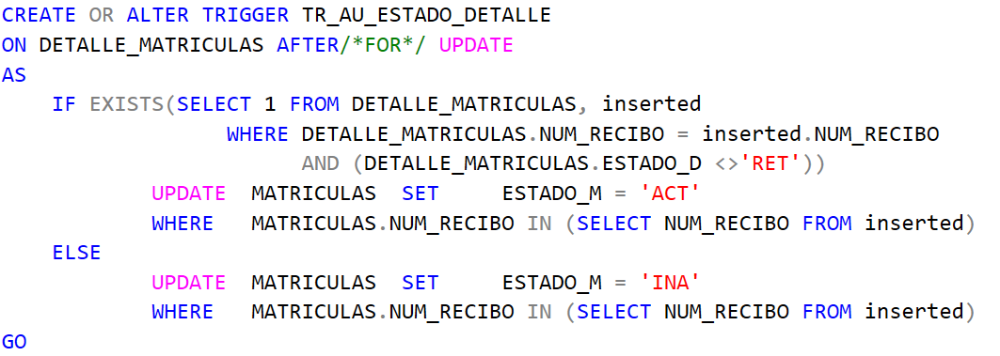 CREATE OR ALTER TRIGGER TR_AU_ESTADO_DETALLE
ON DETALLE_MATRICULAS AFTER/*FOR*/ UPDATE
AS
    IF EXISTS(SELECT 1 FROM DETALLE_MATRICULAS, inserted
                  WHERE DETALLE_MATRICULAS.NUM_RECIBO = inserted.NUM_RECIBO
                        AND (DETALLE_MATRICULAS.ESTADO_D <>'RET'))
            UPDATE  MATRICULAS  SET     ESTADO_M = 'ACT'
            WHERE   MATRICULAS.NUM_RECIBO IN (SELECT NUM_RECIBO FROM inserted)
    ELSE
            UPDATE  MATRICULAS  SET     ESTADO_M = 'INA'
            WHERE   MATRICULAS.NUM_RECIBO IN (SELECT NUM_RECIBO FROM inserted)
GO